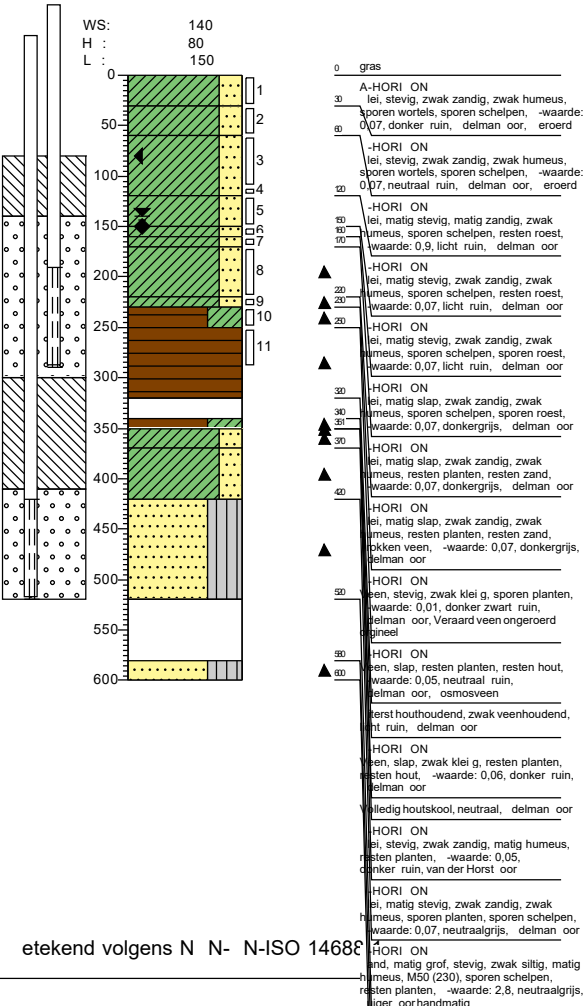 WS: 140
H : 80
L : 150
0
50
100
150
200
250
300
350
400
450
500
550
600
1
2
3
4
5
6
7
8
9
10
11
0
30
60
120
150
160
170
220
230
250
320
340
351
370
420
520
580
600
gras
A-HORI ON
lei, stevig, zwak zandig, zwak humeus,
sporen wortels, sporen schelpen, -waarde:
0,07, donker ruin, delman oor, eroerd
-HORI ON
lei, stevig, zwak zandig, zwak humeus,
sporen wortels, sporen schelpen, -waarde:
0,07, neutraal ruin, delman oor, eroerd
-HORI ON
lei, matig stevig, matig zandig, zwak
humeus, sporen schelpen, resten roest,
-waarde: 0,9, licht ruin, delman oor
-HORI ON
lei, matig stevig, zwak zandig, zwak
humeus, sporen schelpen, resten roest,
-waarde: 0,07, licht ruin, delman oor
-HORI ON
lei, matig stevig, zwak zandig, zwak
humeus, sporen schelpen, sporen roest,
-waarde: 0,07, licht ruin, delman oor
-HORI ON
lei, matig slap, zwak zandig, zwak
humeus, sporen schelpen, sporen roest,
-waarde: 0,07, donkergrijs, delman oor
-HORI ON
lei, matig slap, zwak zandig, zwak
humeus, resten planten, resten zand,
-waarde: 0,07, donkergrijs, delman oor
-HORI ON
lei, matig slap, zwak zandig, zwak
humeus, resten planten, resten zand,
brokken veen, -waarde: 0,07, donkergrijs,
delman oor
-HORI ON
Veen, stevig, zwak klei g, sporen planten,
-waarde: 0,01, donker zwart ruin,
delman oor, Veraard veen ongeroerd
orgineel
-HORI ON
Veen, slap, resten planten, resten hout,
-waarde: 0,05, neutraal ruin,
delman oor, osmosveen
iterst houthoudend, zwak veenhoudend,
licht ruin, delman oor
-HORI ON
Veen, slap, zwak klei g, resten planten,
resten hout, -waarde: 0,06, donker ruin,
delman oor
Volledig houtskool, neutraal, delman oor
-HORI ON
lei, stevig, zwak zandig, matig humeus,
resten planten, -waarde: 0,05,
donker ruin, van der Horst oor
-HORI ON
lei, matig stevig, zwak zandig, zwak
humeus, sporen planten, sporen schelpen,
-waarde: 0,07, neutraalgrijs, delman oor
-HORI ON
and, matig grof, stevig, zwak siltig, matig
humeus, M50 (230), sporen schelpen,
resten planten, -waarde: 2,8, neutraalgrijs,
uiger oorhandmatig
etekend volgens N N- N-ISO 14688